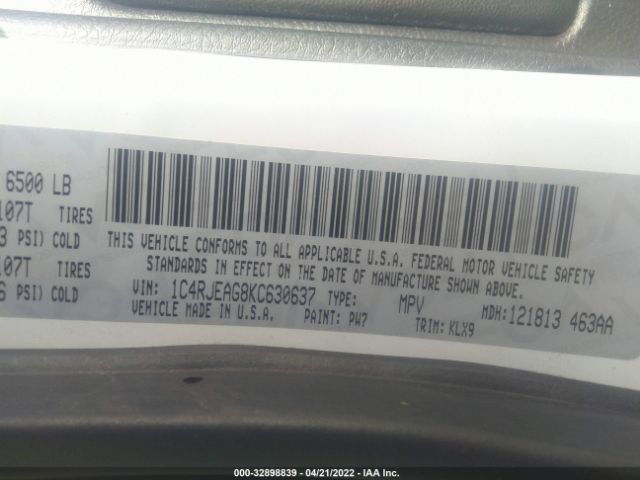 6500 LB
107T TIRES
3 PSI) COLD
107T TIRES
PSI) COLD
THIS VEHICLE CONFORMS TO ALL APPLICABLE U.S.A. FEDERAL MOTOR VEHICLE SAFETY
STANDARDS IN EFFECT ON THE DATE OF MANUFACTURE SHOWN ABOVE.
VIN: 1C4RJEAG8KC630637 TYPE: MPV MDH:121813 463AA
VEHICLE MADE IN U.S.A. PAINT: PW7 TRIM: KLX9
000-32898839 - 04/21/2022 - IAA Inc.